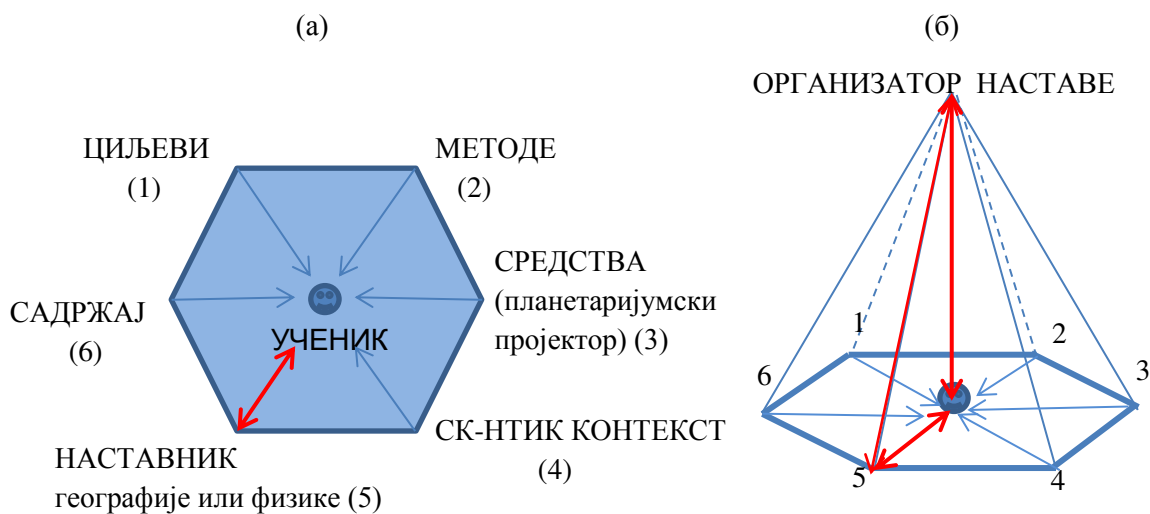 (а)
ЦИЉЕВИ
(1)
МЕТОДЕ
(2)
СРЕДСТВА
(планетаријумски
пројектор) (3)
САДРЖАЈ
(6)
УЧЕНИК
СК-НТИК КОНТЕКСТ
(4)
НАСТАВНИК
географије или физике (5)
(б)
ОРГАНИЗАТОР НАСТАВЕ
1
2
3
6
5
4